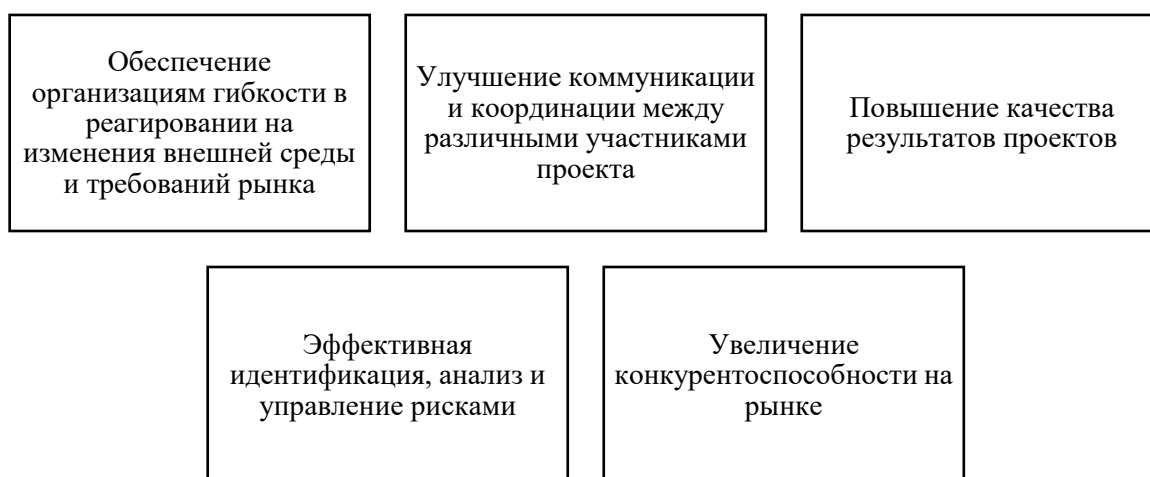 Обеспечение
организациям гибкости в
реагировании на
изменения внешней среды
и требований рынка
Улучшение коммуникации
и координации между
различными участниками
проекта
Повышение качества
результатов проектов
Эффективная
идентификация, анализ и
управление рисками
Увеличение
конкурентоспособности на
рынке